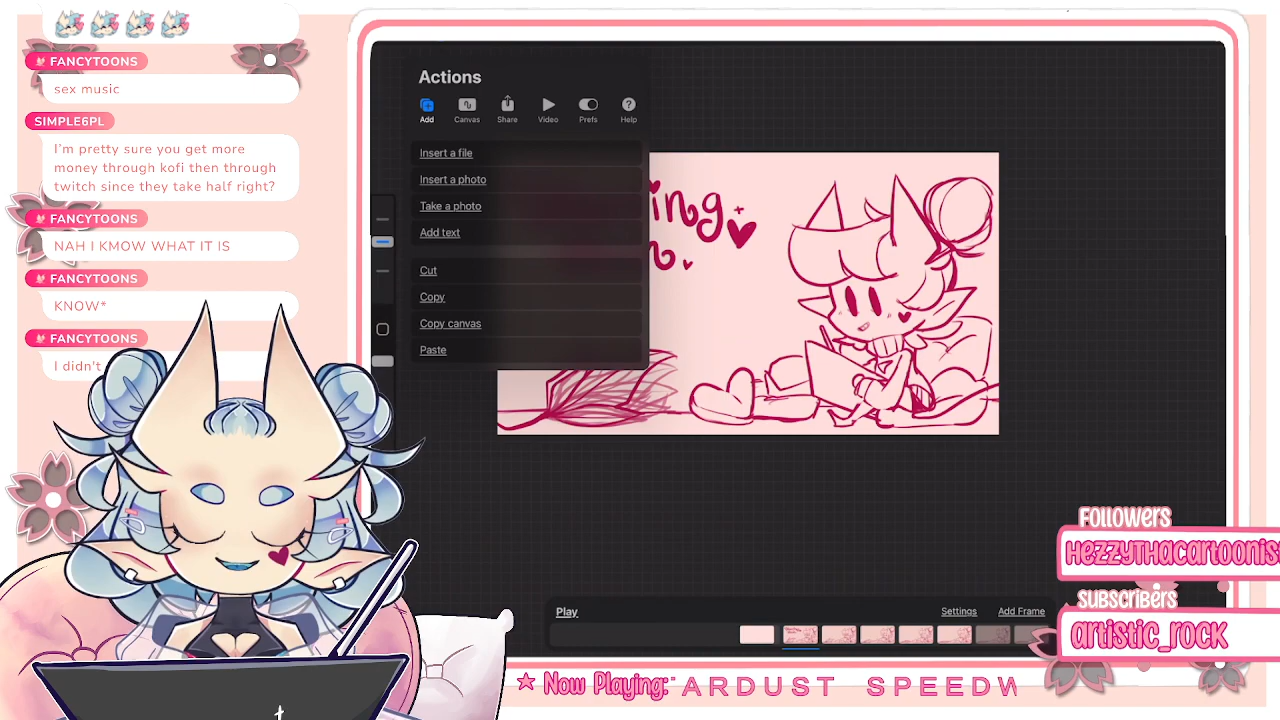 FANCYTOONS
sex music
SIMPLE6PL
I'm pretty sure you get more
money through kofi then through
twitch since they take half right?
FANCYTOONS
NAH I KMOW WHAT IT IS
FANCYTOONS
KNOW*
FANCYTOONS
I didn't
Actions
Add Canvas Share Video Prefs Help
Insert a file
Insert a photo
Take a photo
Add text
Cut
Copy
Copy canvas
Paste
ing
Play Settings Add Frame
Followers
HezzyTHacartoonis
Subscribers
artistic_rock
Now Playing: ARDUST SPEEDW